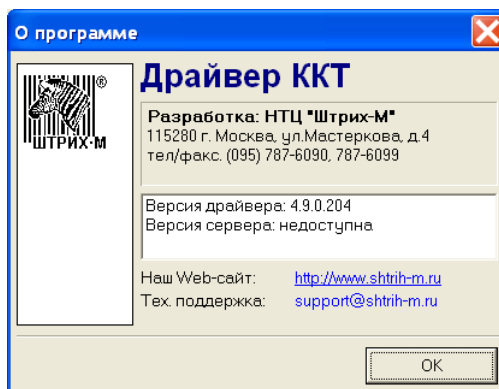 О программе
®
ШТРИХ-М
Драйвер ККТ
Разработка: НТЦ "Штрих-М"
115280 г. Москва, ул.Мастеркова, д.4
тел/факс. (095) 787-6090, 787-6099
Версия драйвера: 4.9.0.204
Версия сервера: недоступна
Наш Web-сайт: http://www.shtrih-m.ru
Тех. поддержка: support@shtrih-m.ru
OK